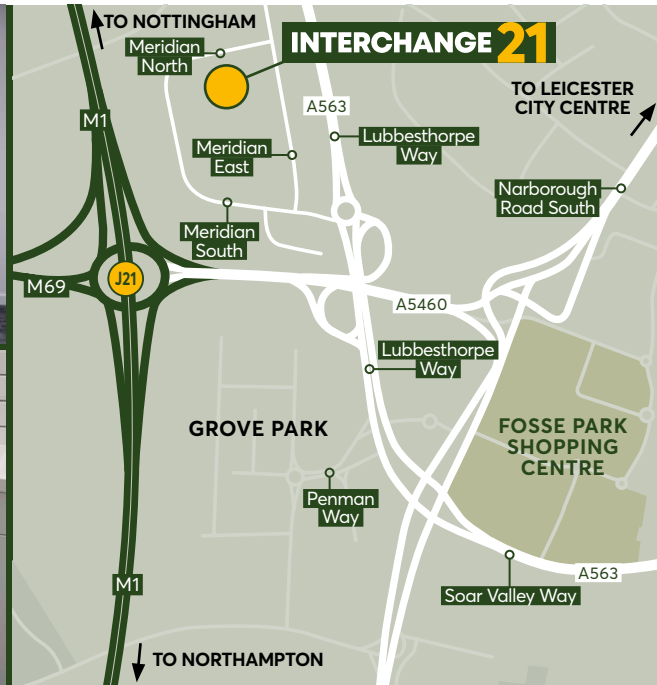 TO NOTTINGHAM
INTERCHANGE 21
Meridian
North
TO LEICESTER
CITY CENTRE
A563
M1
Lubbesthorpe
Way
Meridian
East
Narborough
Road South
Meridian
South
J21
M69
A5460
Lubbesthorpe
Way
GROVE PARK
FOSSE PARK
SHOPPING
CENTRE
Penman
Way
A563
M1
Soar Valley Way
TO NORTHAMPTON